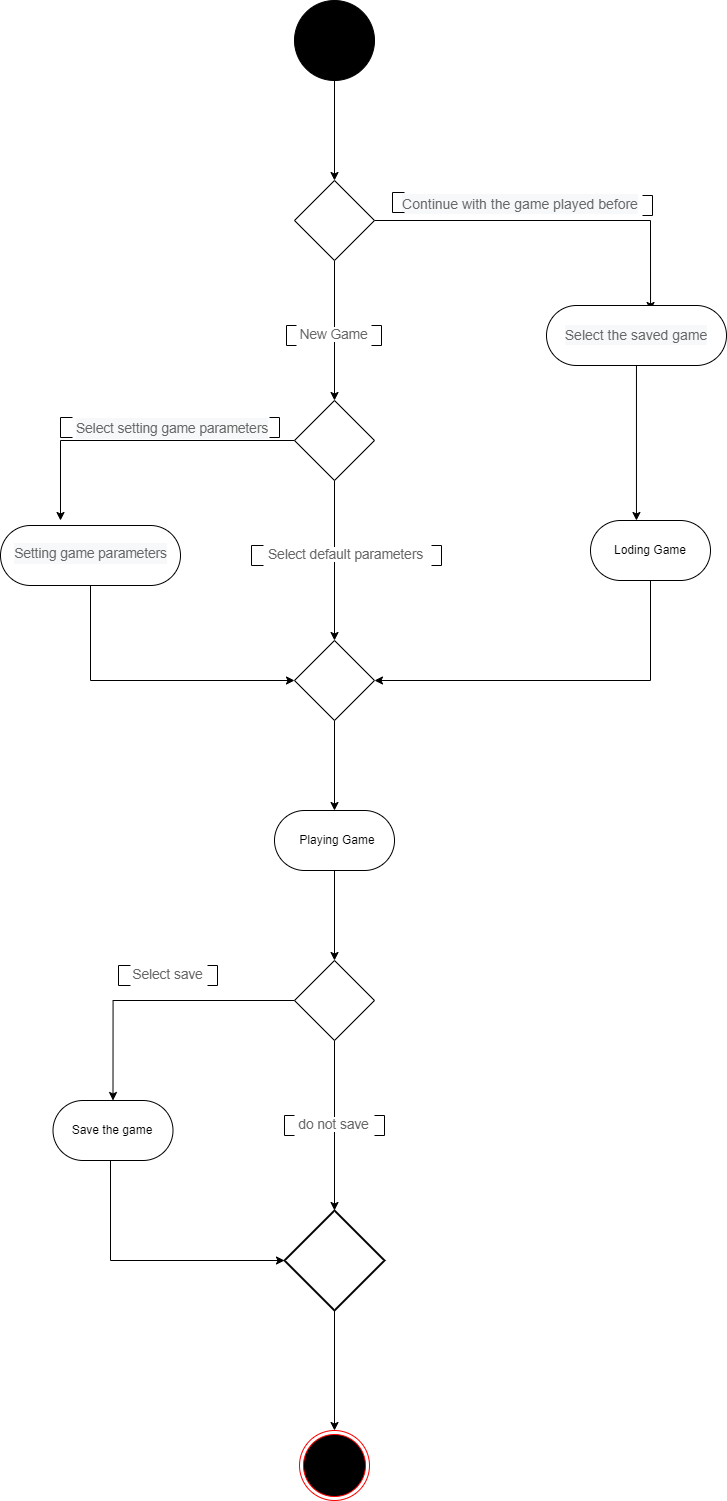 Continue with the game played before
New Game
Select the saved game
Select setting game parameters
Setting game parameters
Select default parameters
Loding Game
Playing Game
Select save
do not save
Save the game